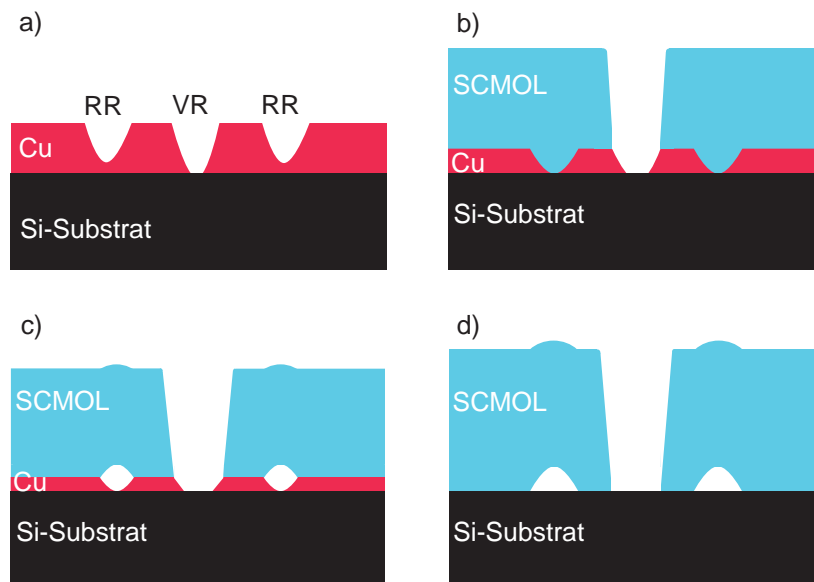 a)
RR VR RR
Cu
Si-Substrat
b)
SCMOL
Cu
Si-Substrat
c)
SCMOL
Cu
Si-Substrat
d)
SCMOL
Si-Substrat